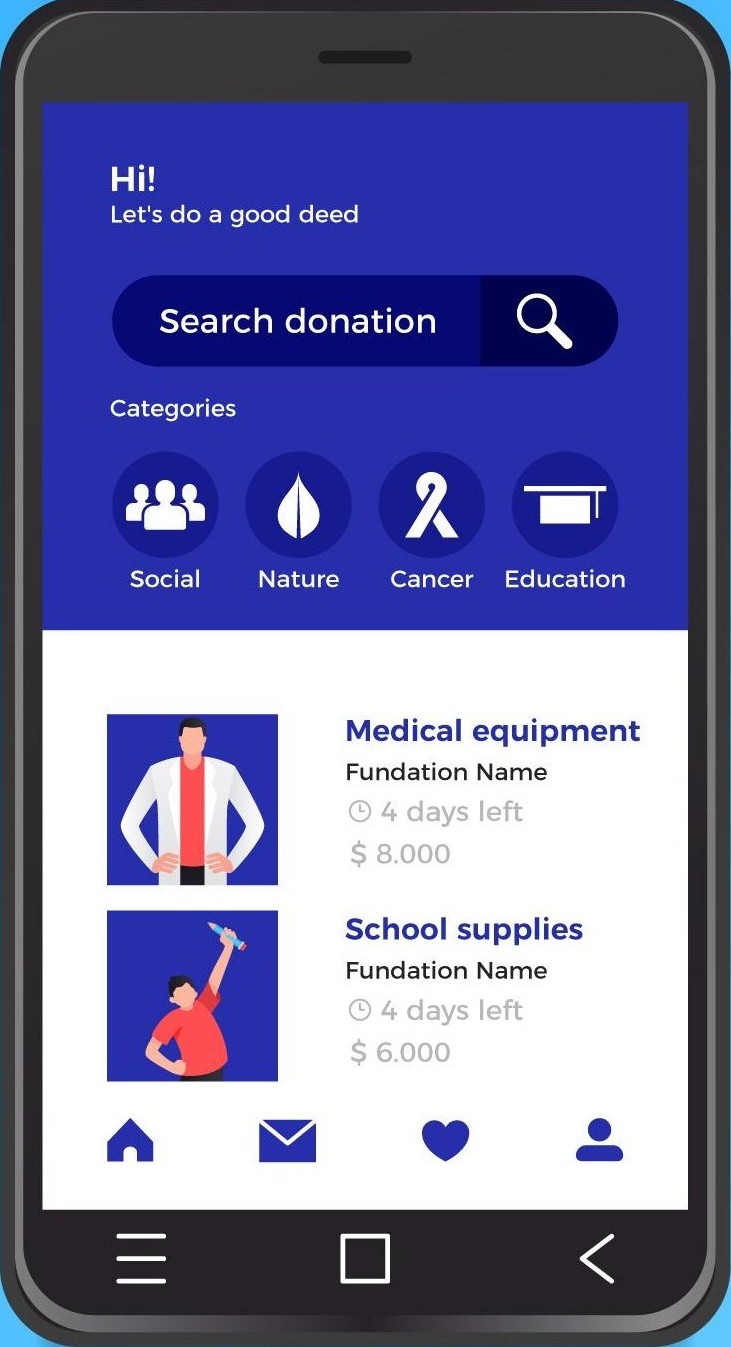 Hi!
Let's do a good deed
Search donation
Categories
Social Nature Cancer Education
Medical equipment
Fundation Name
4 days left
$ 8.000
School supplies
Fundation Name
4 days left
$ 6.000